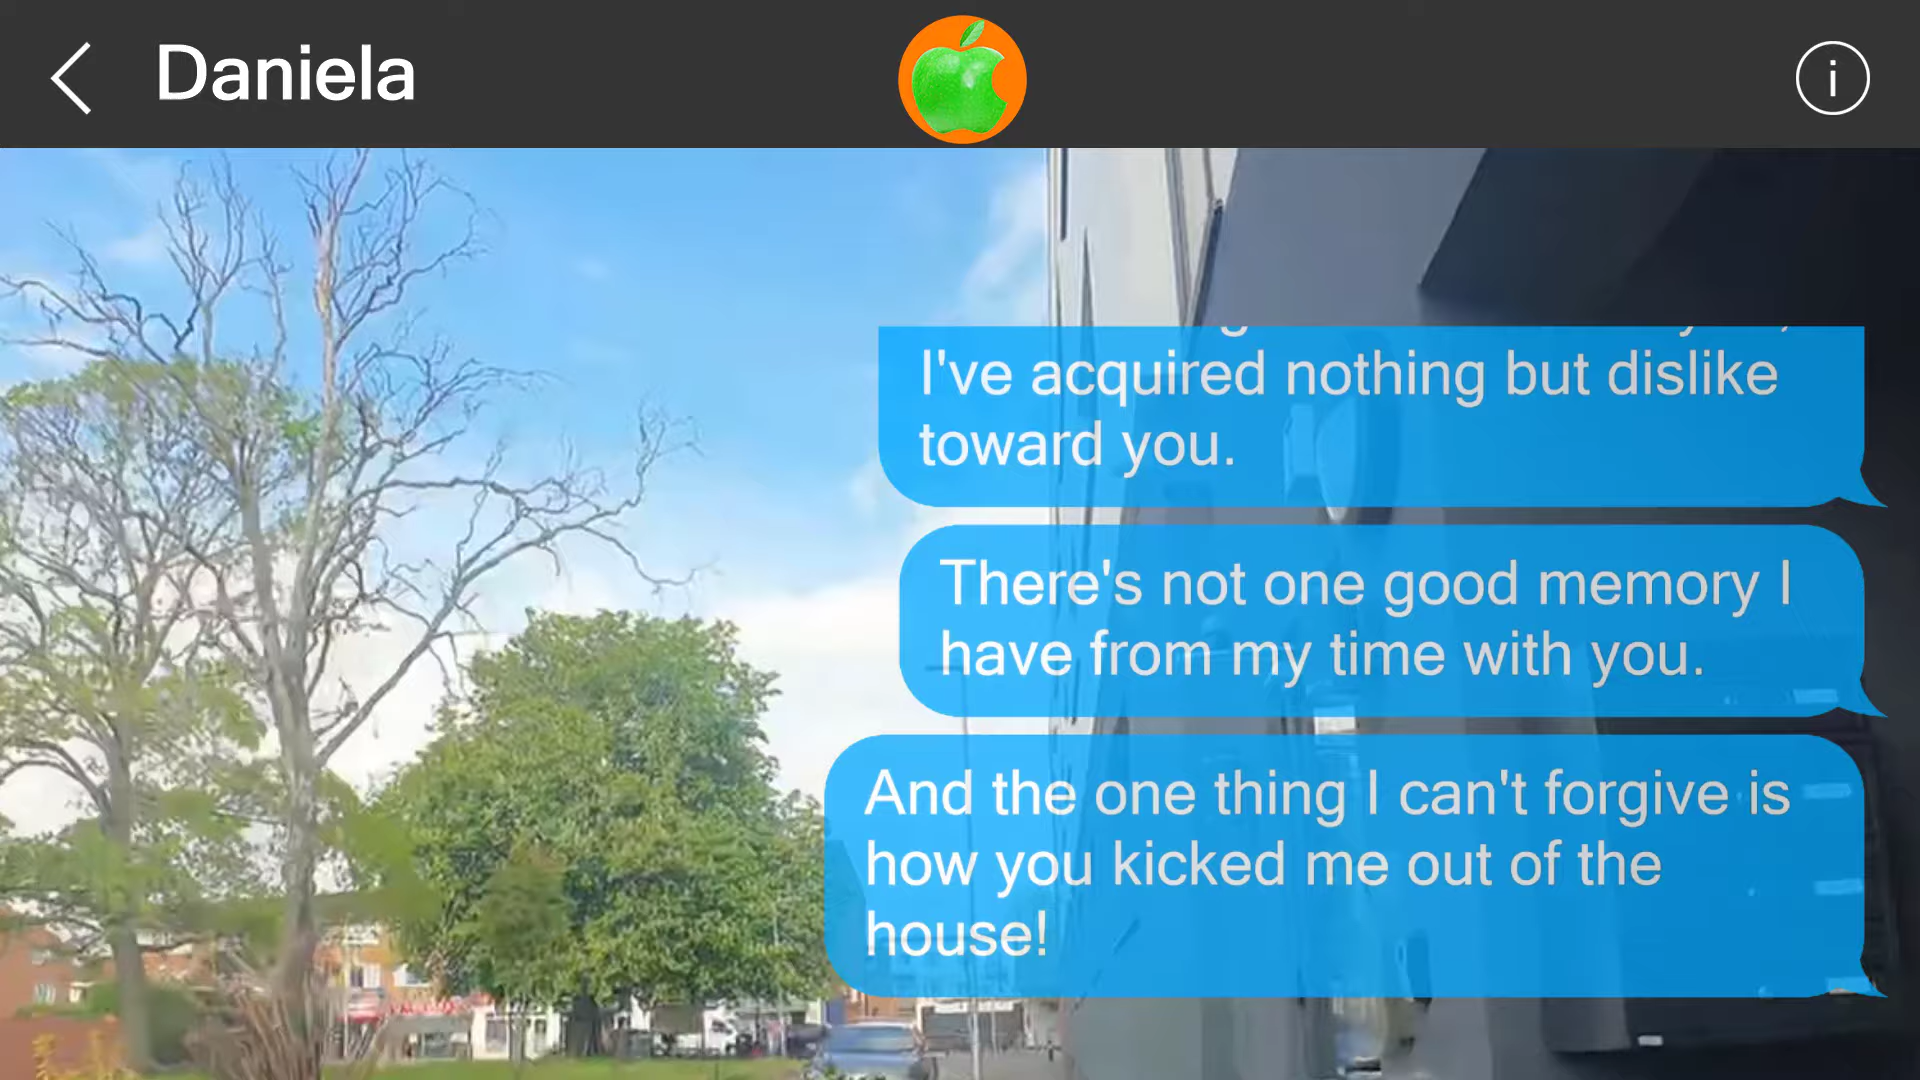 Daniela
I've acquired nothing but dislike
toward you.
There's not one good memory I
have from my time with you.
And the one thing I can't forgive is
how you kicked me out of the
house!